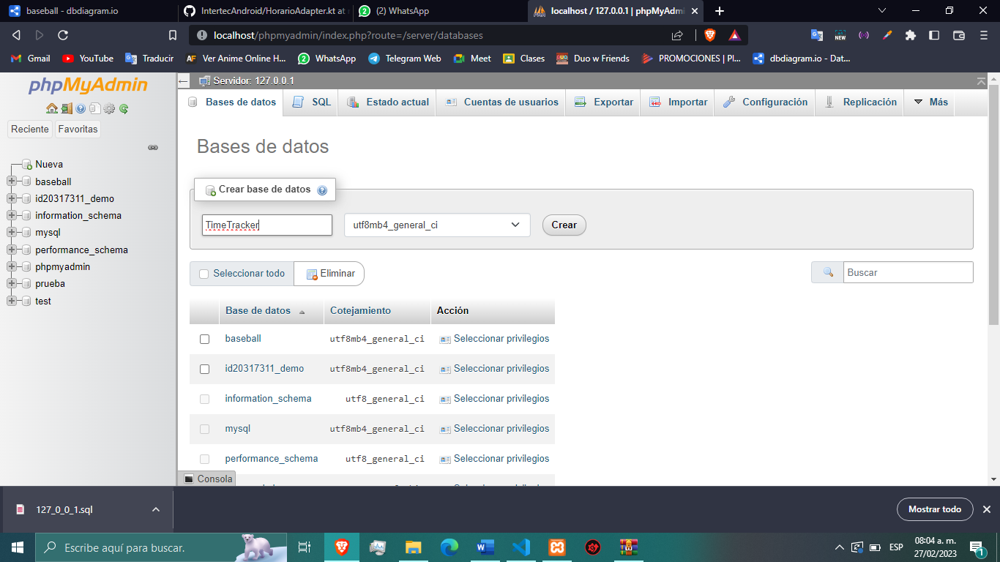 baseball - dbdiagram.io
IntertecAndroid/HorarioAdapter.kt at
(2) WhatsApp
localhost / 127.0.0.1 | phpMyAdmi
localhost/phpmyadmin/index.php?route=/server/databases
Gmail
YouTube
Traducir
Ver Anime Online H...
WhatsApp
Telegram Web
Meet
Clases
Duo w Friends
PROMOCIONES | Pl...
dbdiagram.io - Dat...
phpMyAdmin
Reciente
Favoritas
Nueva
baseball
id20317311_demo
information_schema
mysql
performance_schema
phpmyadmin
prueba
test
Servidor: 127.0.0.1
Bases de datos
SQL
Estado actual
Cuentas de usuarios
Exportar
Importar
Configuración
Replicación
Más
Bases de datos
Crear base de datos
TimeTracker
utf8mb4_general_ci
Crear
Seleccionar todo
Eliminar
Buscar
Base de datos Cotejamiento Acción
baseball utf8mb4_general_ci Seleccionar privilegios
id20317311_demo utf8mb4_general_ci Seleccionar privilegios
information_schema utf8_general_ci Seleccionar privilegios
mysql utf8mb4_general_ci Seleccionar privilegios
performance_schema utf8_general_ci Seleccionar privilegios
Consola
127_0_0_1.sql
Mostrar todo
Escribe aquí para buscar.
ESP
08:04 a. m.
27/02/2023
1